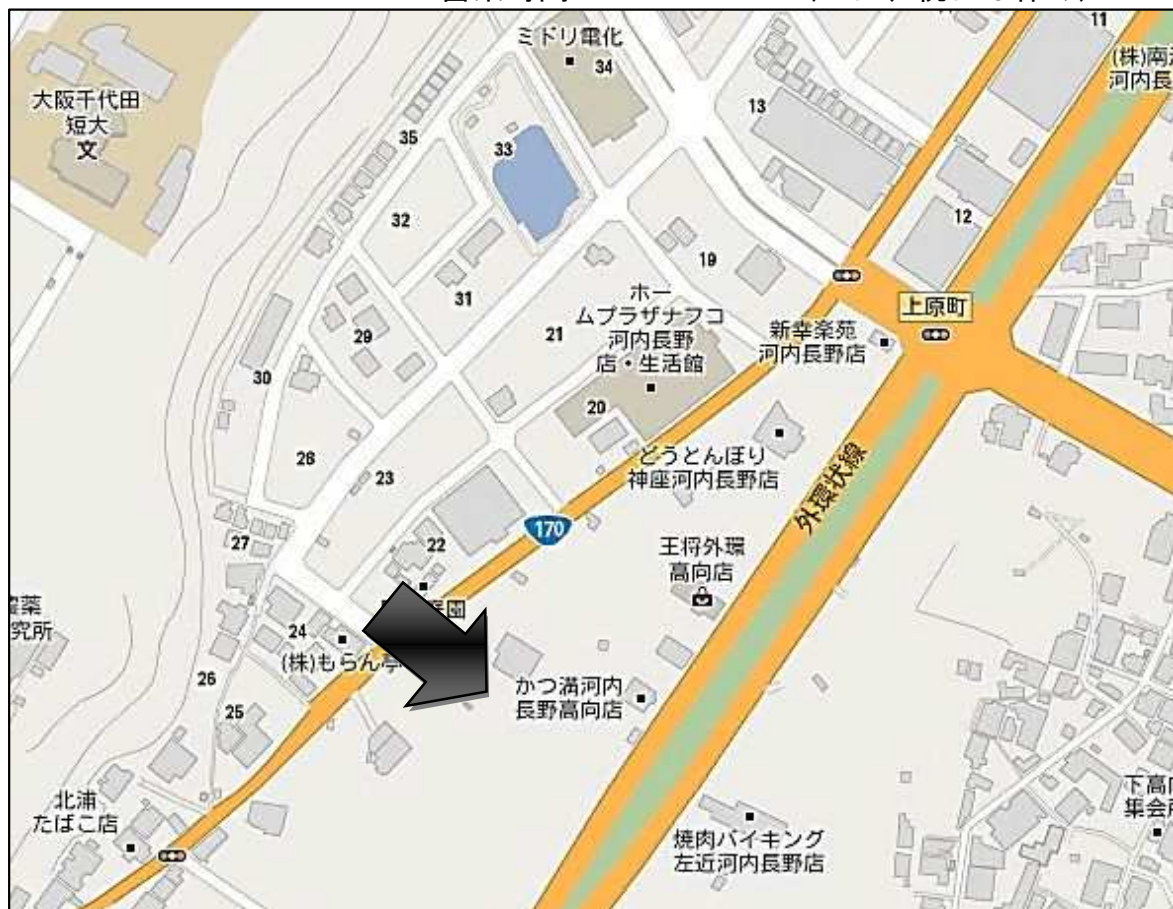 ミドリ電化
34
11
(株)南
河内長
大阪千代田
短大
文
13
35
33
12
32
19
31
ホー
ムプラザナフコ
河内長野
店・生活館
上原町
新幸楽苑
河内長野店
21
29
30
20
どうとんぼり
神座河内長野店
外環状線
28
23
170
27
22
王将外環
高向店
園
24
(株)もらん亭
究所
26
かつ満河内
長野高向店
25
北浦
たばこ店
下高
集会所
焼肉バイキング
左近河内長野店